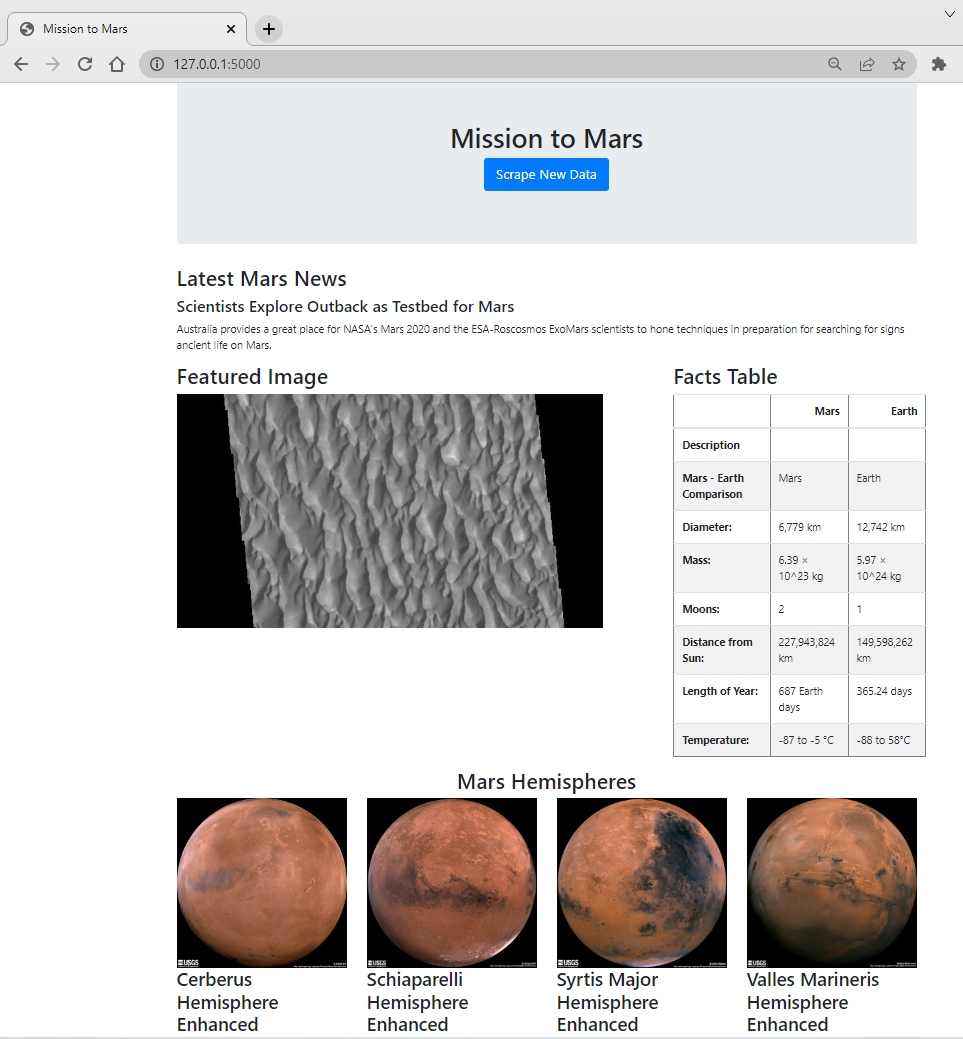 Mission to Mars
127.0.0.1:5000
Mission to Mars
Scrape New Data
Latest Mars News
Scientists Explore Outback as Testbed for Mars
Australia provides a great place for NASA's Mars 2020 and the ESA-Roscosmos ExoMars scientists to hone techniques in preparation for searching for signs
ancient life on Mars.
Featured Image
Facts Table
Mars Earth
Description
Mars - Earth
Comparison
Mars
Earth
Diameter: 6,779 km 12,742 km
Mass:
6.39 ×
10^23 kg
5.97 ×
10^24 kg
Moons: 2 1
Distance from
Sun:
227,943,824
km
149,598,262
km
Length of Year:
687 Earth
days
365.24 days
Temperature: -87 to -5 °C -88 to 58°C
Mars Hemispheres
USGS
USGS
USGS
USGS
Cerberus
Hemisphere
Enhanced
Schiaparelli
Hemisphere
Enhanced
Syrtis Major
Hemisphere
Enhanced
Valles Marineris
Hemisphere
Enhanced